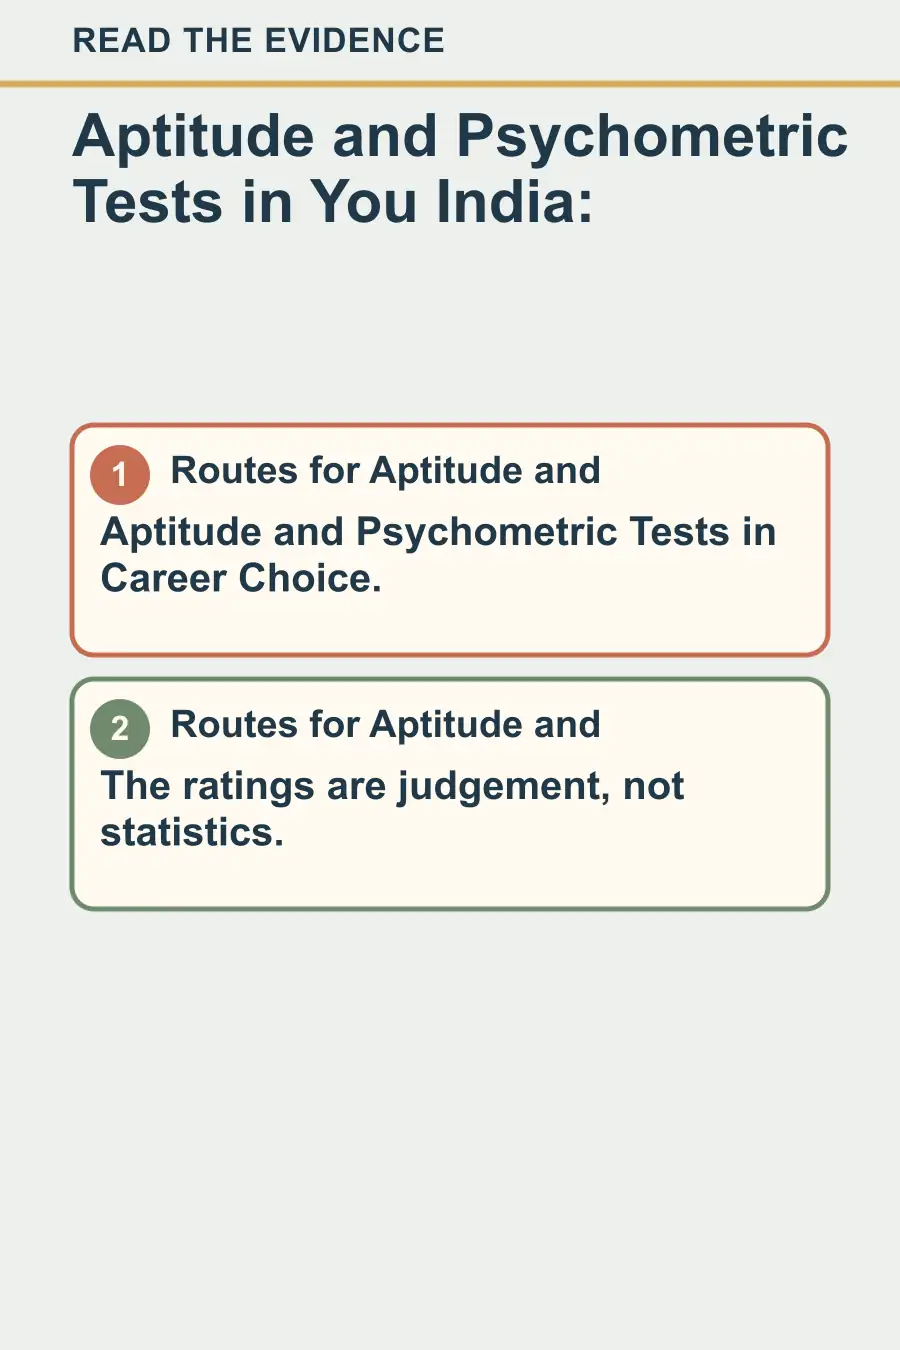 READ THE EVIDENCE
Aptitude and Psychometric
Tests in You India:
1 Routes for Aptitude and
Aptitude and Psychometric Tests in
Career Choice.
2 Routes for Aptitude and
The ratings are judgement, not
statistics.